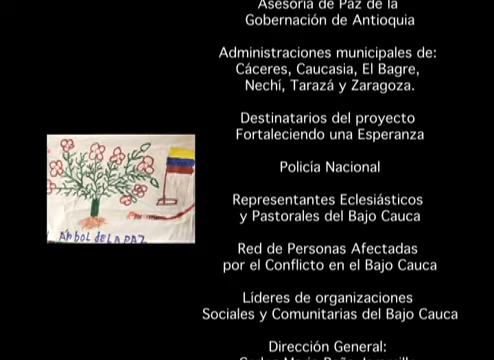 Asesoría de Paz de la
Gobernación de Antioquia
Administraciones municipales de:
Cáceres, Caucasia, El Bagre,
Nechí, Tarazá y Zaragoza.
Destinatarios del proyecto
Fortaleciendo una Esperanza
Policía Nacional
Representantes Eclesiásticos
y Pastorales del Bajo Cauca
Red de Personas Afectadas
por el Conflicto en el Bajo Cauca
Líderes de organizaciones
Sociales y Comunitarias del Bajo Cauca
Dirección General:
ARboL deLA PAZ